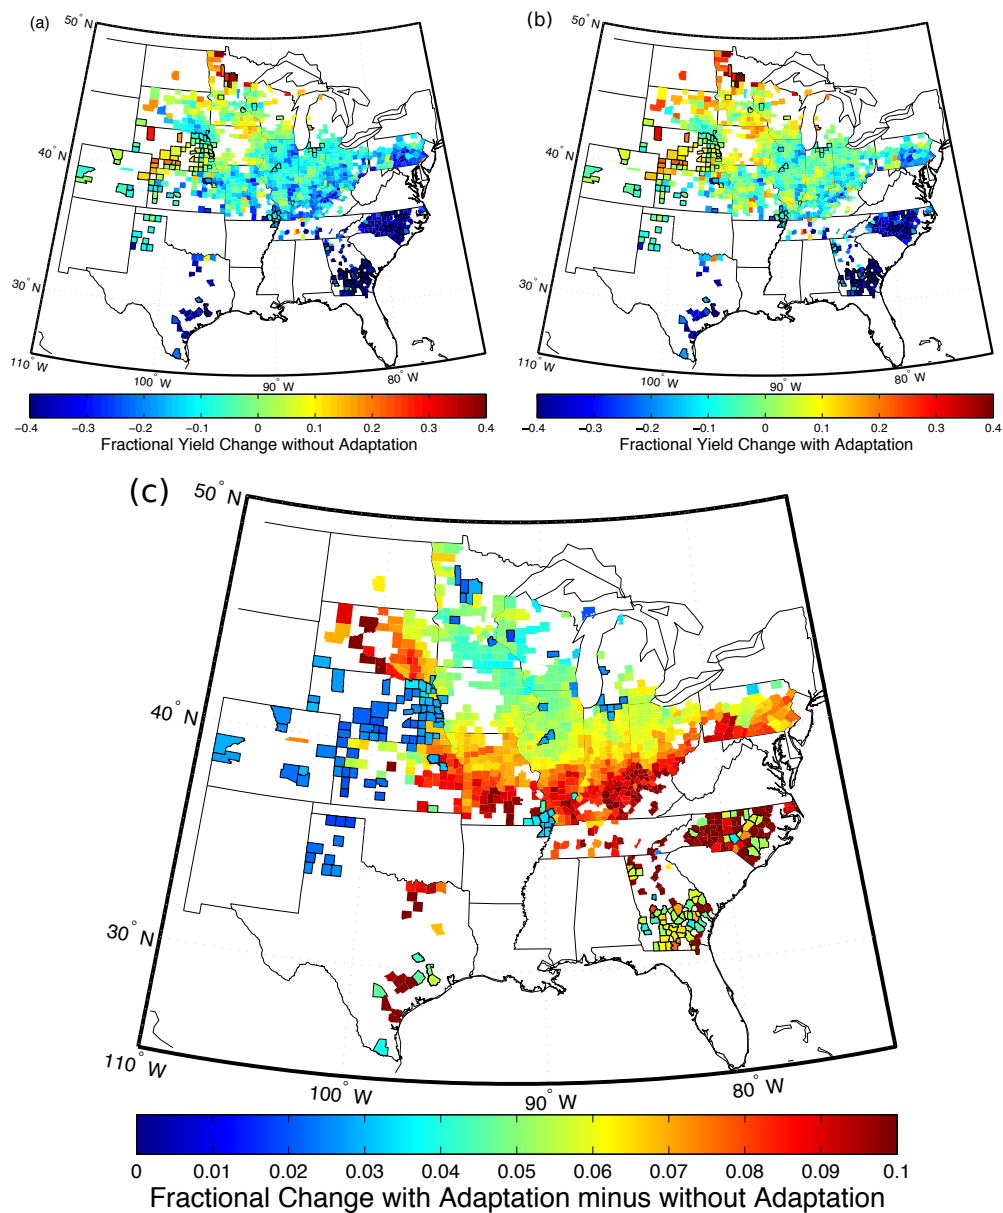 (a)
50° N
40° N
30° N
110° W
100° W
90° W
80° W
−0.4 −0.3 −0.2 −0.1 0 0.1 0.2 0.3 0.4
Fractional Yield Change without Adaptation
(b)
50° N
40° N
30° N
110° W
100° W
90° W
80° W
−0.4 −0.3 −0.2 −0.1 0 0.1 0.2 0.3 0.4
Fractional Yield Change with Adaptation
(c)
50° N
40° N
30° N
110° W
100° W
90° W
80° W
0 0.01 0.02 0.03 0.04 0.05 0.06 0.07 0.08 0.09 0.1
Fractional Change with Adaptation minus without Adaptation